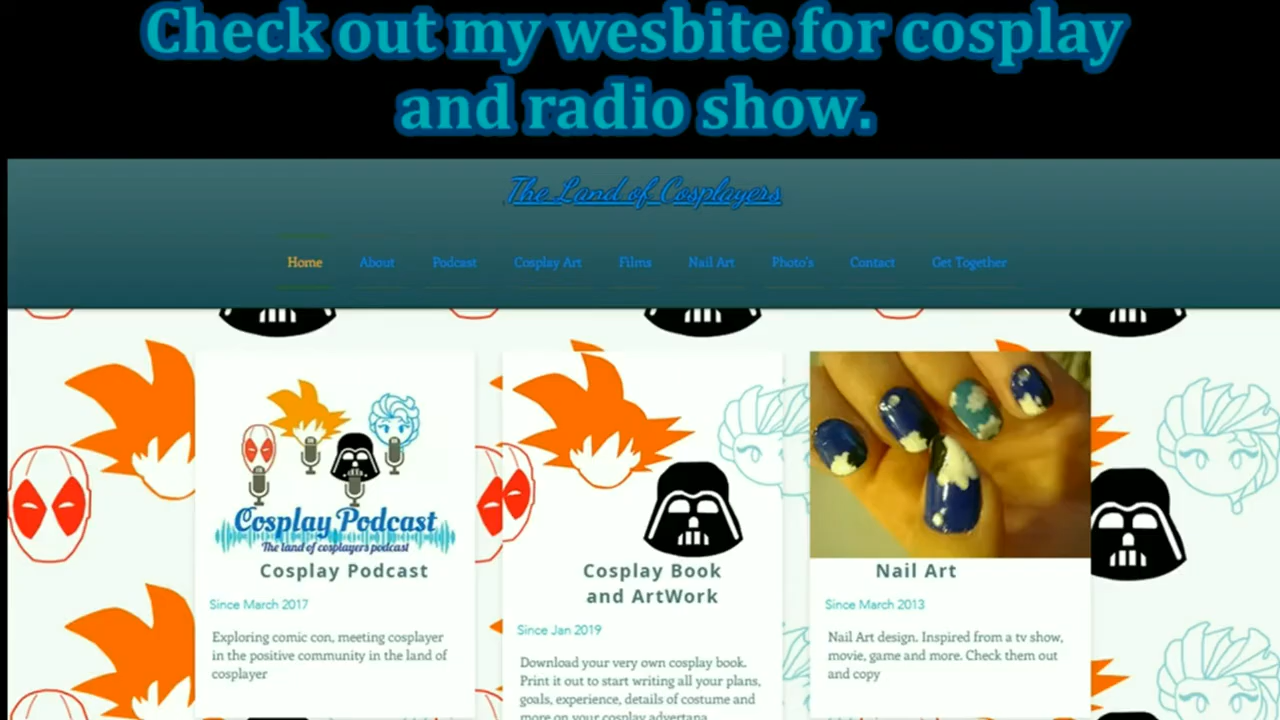 Check out my wesbite for cosplay
and radio show.
The Land of Cosplayers
Home About Podcast Cosplay Art Films Nail Art Photo's Contact Get Together
Cosplay Podcast
The land of cosplayers podcast
Cosplay Podcast
Since March 2017
Exploring comic con, meeting cosplayer
in the positive community in the land of
cosplayer
Cosplay Book
and ArtWork
Since Jan 2019
Download your very own cosplay book.
Print it out to start writing all your plans,
goals, experience, details of costume and
more on your cosplay advertana
Nail Art
Since March 2013
Nail Art design. Inspired from a tv show,
movie, game and more. Check them out
and copy